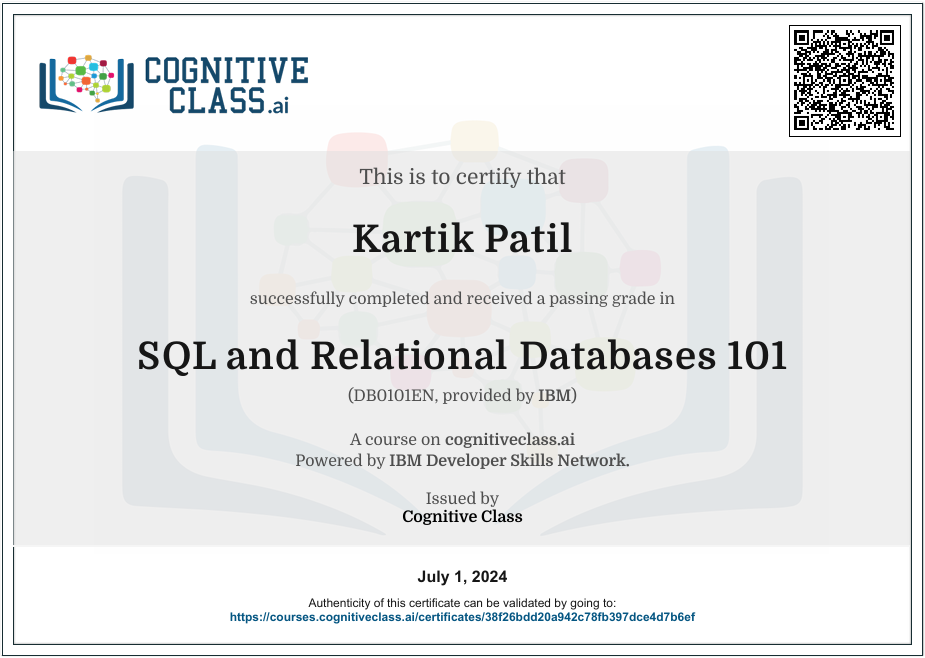 COGNITIVE
CLASS.ai
This is to certify that
Kartik Patil
successfully completed and received a passing grade in
SQL and Relational Databases 101
(DB0101EN, provided by IBM)
A course on cognitiveclass.ai
Powered by IBM Developer Skills Network.
Issued by
Cognitive Class
July 1, 2024
Authenticity of this certificate can be validated by going to:
https://courses.cognitiveclass.ai/certificates/38f26bdd20a942c78fb397dce4d7b6ef